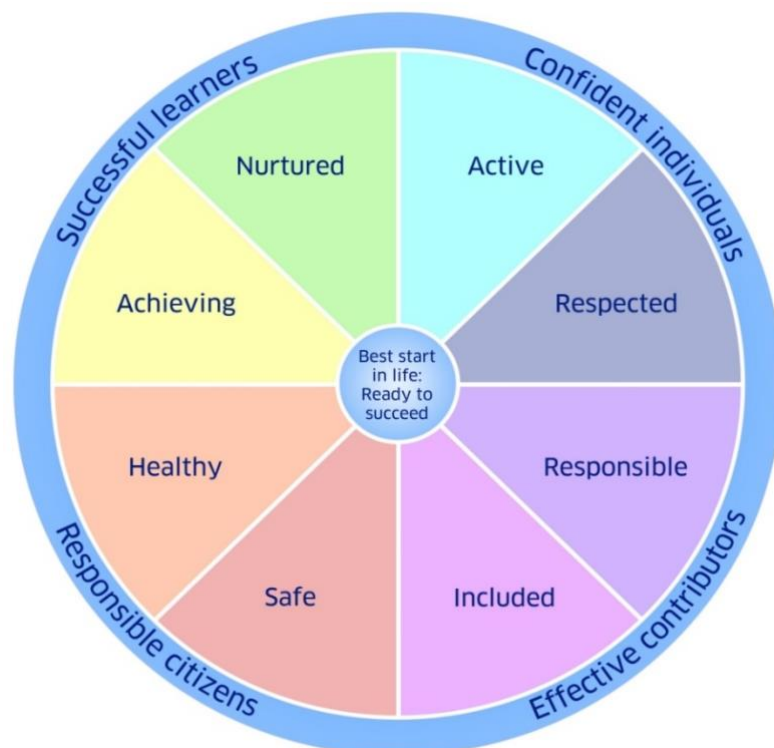 Successful learners
Confident individuals
Nurtured
Active
Achieving
Respected
Best start
in life:
Ready to
succeed
Healthy
Responsible
Safe
Included
Responsible citizens
Effective contributors